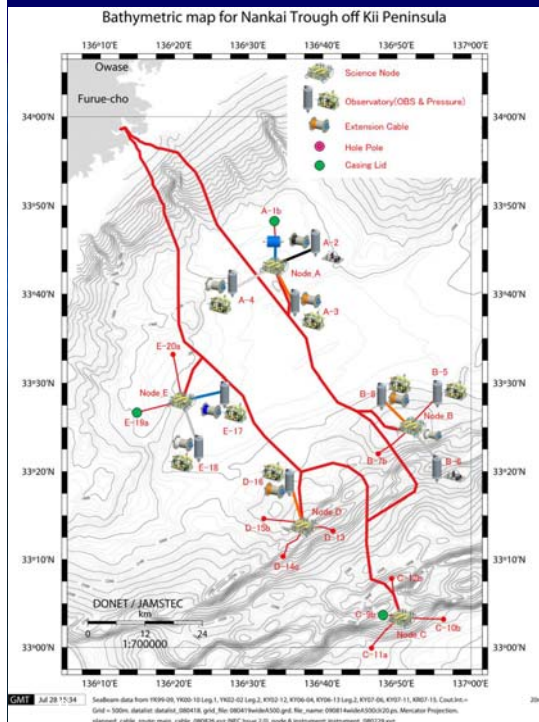 Bathymetric map for Nankai Trough off Kii Peninsula
136°10'E 136°20'E 136°30'E 136°40'E 136°50'E 137°00'E
Owase
Furue-cho
Science Node
Observatory(OBS & Pressure)
Extension Cable
Hole Pole
Casing Lid
34°00'N 34°00'N
33°50'N 33°50'N
A-1b
A-2
Node_A
33°40'N 33°40'N
A-4
A-3
E-20a
33°30'N 33°30'N
B-5
B-8
Node_E
Node_B
E-19a
E-17
E-18
B-7b
B-6
33°20'N 33°20'N
D-16
Node_D
D-15b
D-13
D-14a
33°10'N 33°10'N
C-9b
C-10b
Node_C
C-11a
33°00'N 33°00'N
DONET / JAMSTEC
km
0 12 24
1:700000
136°10'E 136°20'E 136°30'E 136°40'E 136°50'E 137°00'E
GMT Jul 28 15:34